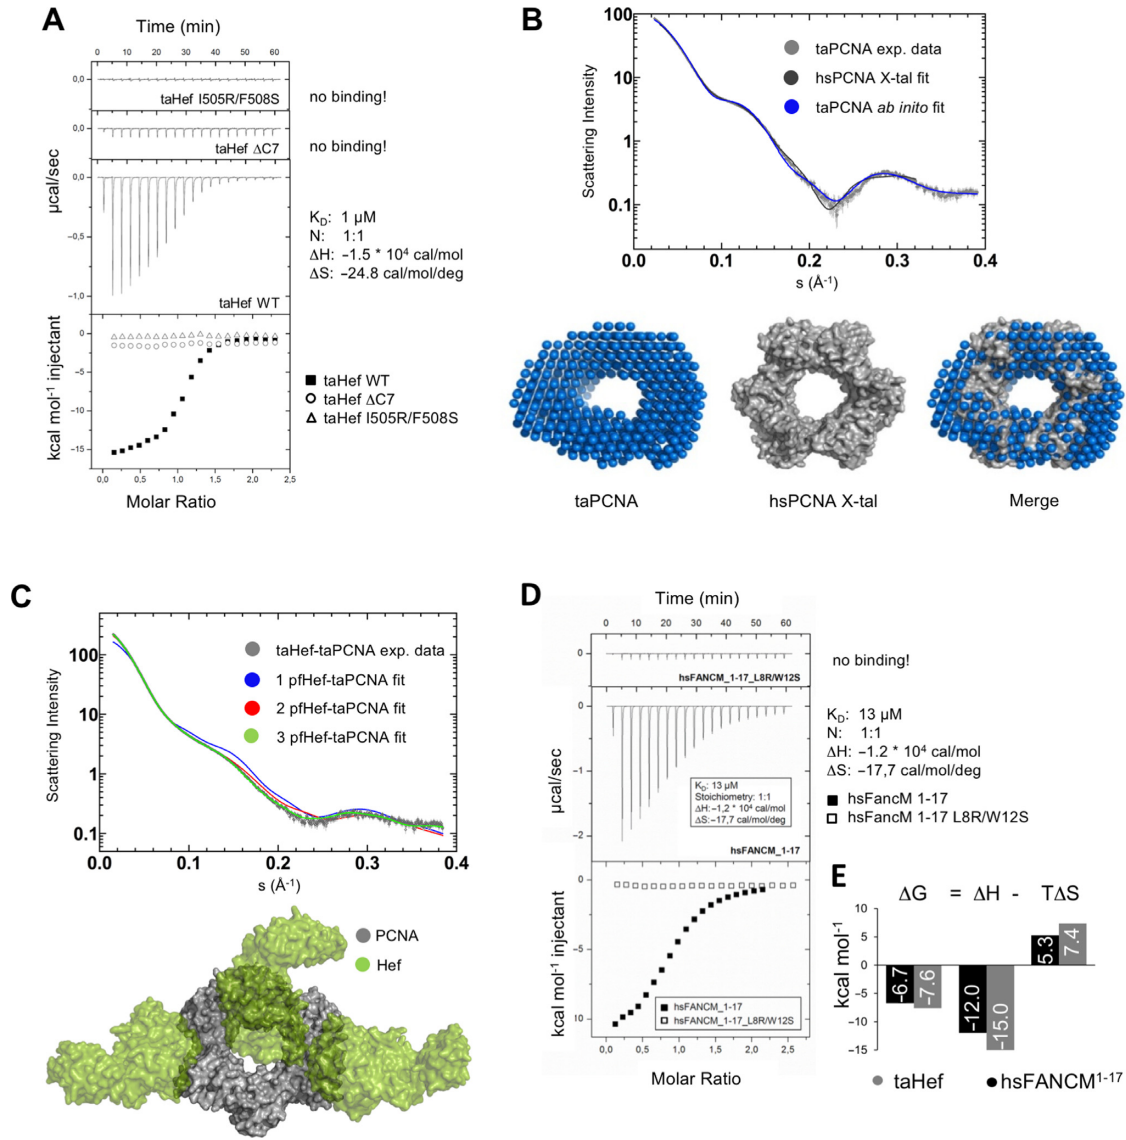 A
Time (min)
0 10 20 30 40 50 60
0,0
taHef I505R/F508S
no binding!
0,0
taHef ΔC7
no binding!
0,0
−0,5
−1,0
µcal/sec
taHef WT
K_D: 1 µM
N: 1:1
ΔH: −1.5 * 10⁴ cal/mol
ΔS: −24.8 cal/mol/deg
0
−5
−10
−15
kcal mol⁻¹ injectant
taHef WT
taHef ΔC7
taHef I505R/F508S
0,0 0,5 1,0 1,5 2,0 2,5
Molar Ratio
B
100
10
1
0.1
Scattering Intensity
taPCNA exp. data
hsPCNA X-tal fit
taPCNA ab inito fit
0.0 0.1 0.2 0.3 0.4
s (Å⁻¹)
taPCNA
hsPCNA X-tal
Merge
C
100
10
1
0.1
Scattering Intensity
taHef-taPCNA exp. data
1 pfHef-taPCNA fit
2 pfHef-taPCNA fit
3 pfHef-taPCNA fit
0.0 0.1 0.2 0.3 0.4
s (Å⁻¹)
PCNA
Hef
D
Time (min)
0 10 20 30 40 50 60
0
hsFANCM_1-17_L8R/W12S
no binding!
0
−1
−2
µcal/sec
K_D: 13 µM
Stoichiometry: 1:1
ΔH: −1,2 * 10⁴ cal/mol
ΔS:−17,7 cal/mol/deg
hsFANCM_1-17
K_D: 13 µM
N: 1:1
ΔH: −1.2 * 10⁴ cal/mol
ΔS: −17,7 cal/mol/deg
hsFancM 1-17
hsFancM 1-17 L8R/W12S
0
−5
10
kcal mol⁻¹ injectant
hsFANCM_1-17
hsFANCM_1-17_L8R/W12S
0,0 0,5 1,0 1,5 2,0 2,5
Molar Ratio
E
ΔG = ΔH - TΔS
5
0
−5
−10
−15
kcal mol⁻¹
−6.7
−7.6
−12.0
−15.0
5.3
7.4
taHef
hsFANCM¹⁻¹⁷